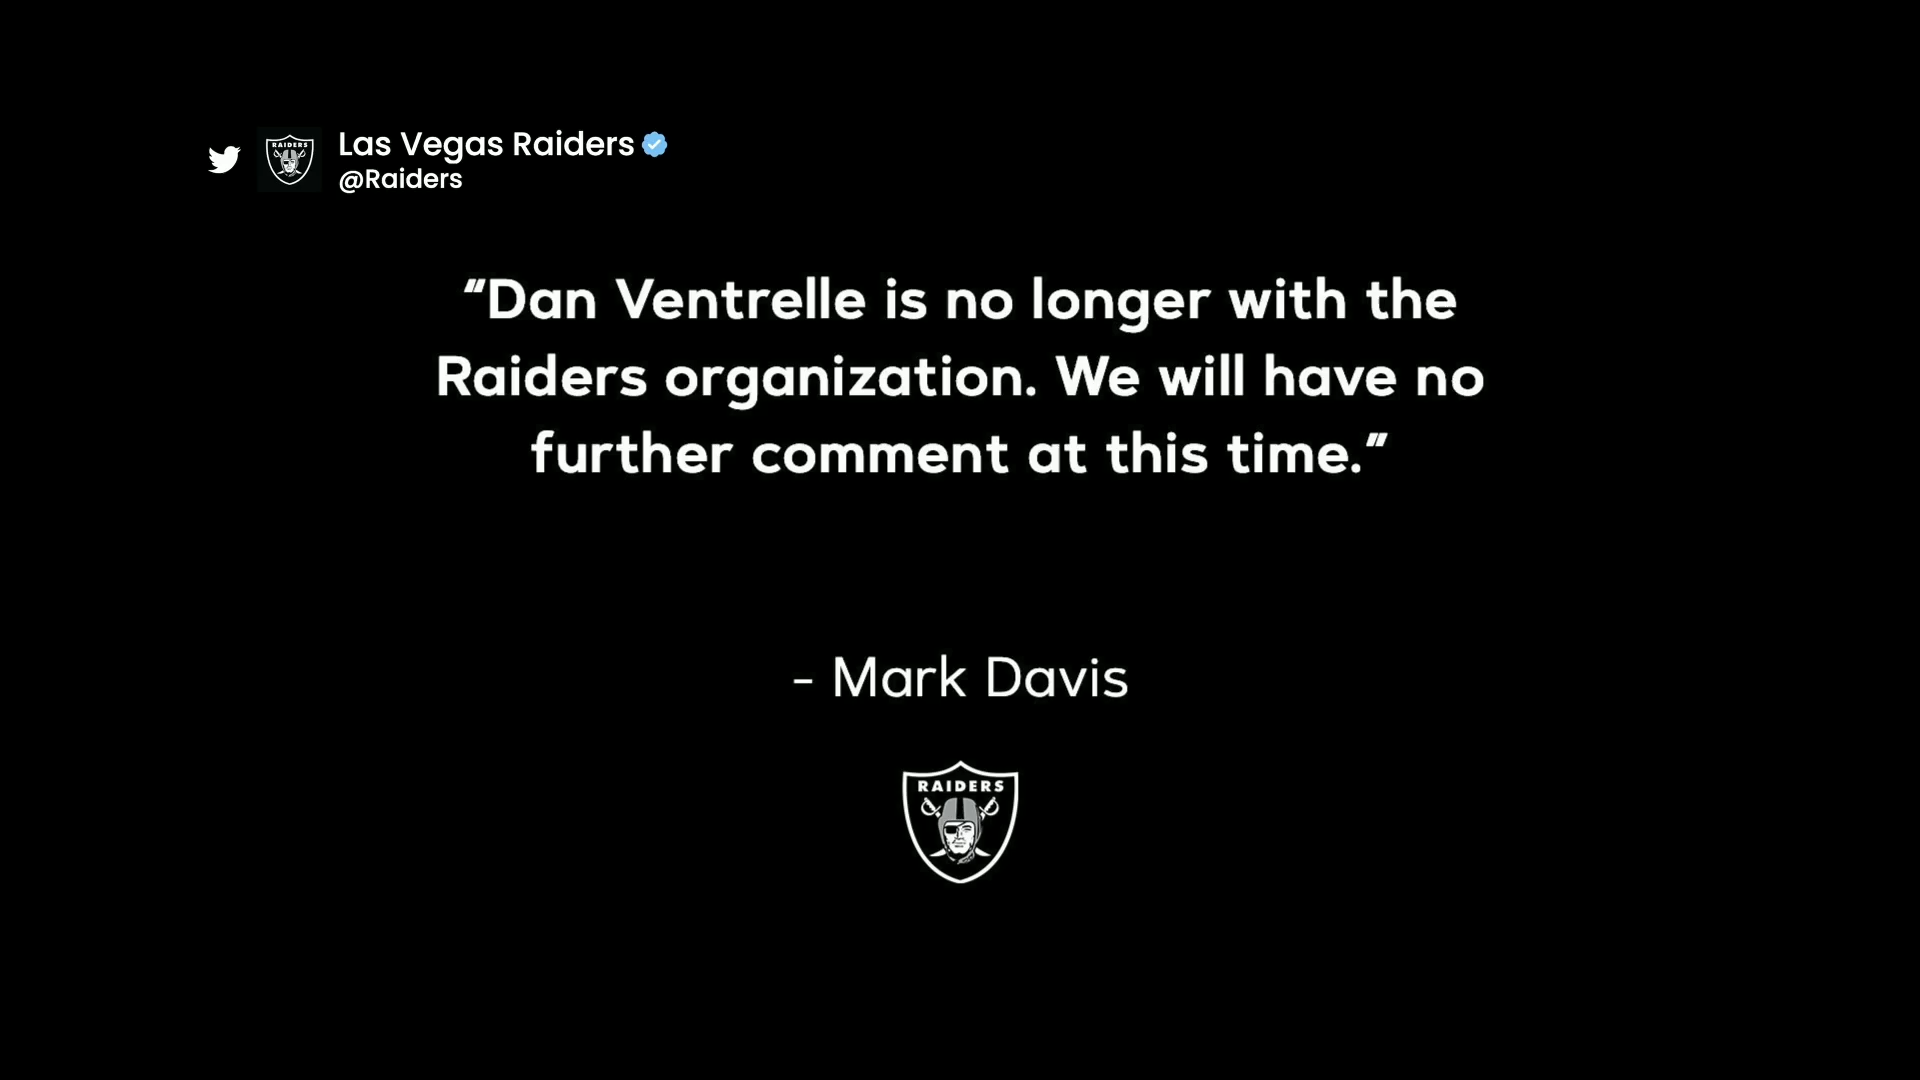 Las Vegas Raiders
@Raiders
“Dan Ventrelle is no longer with the
Raiders organization. We will have no
further comment at this time.”
- Mark Davis
RAIDERS